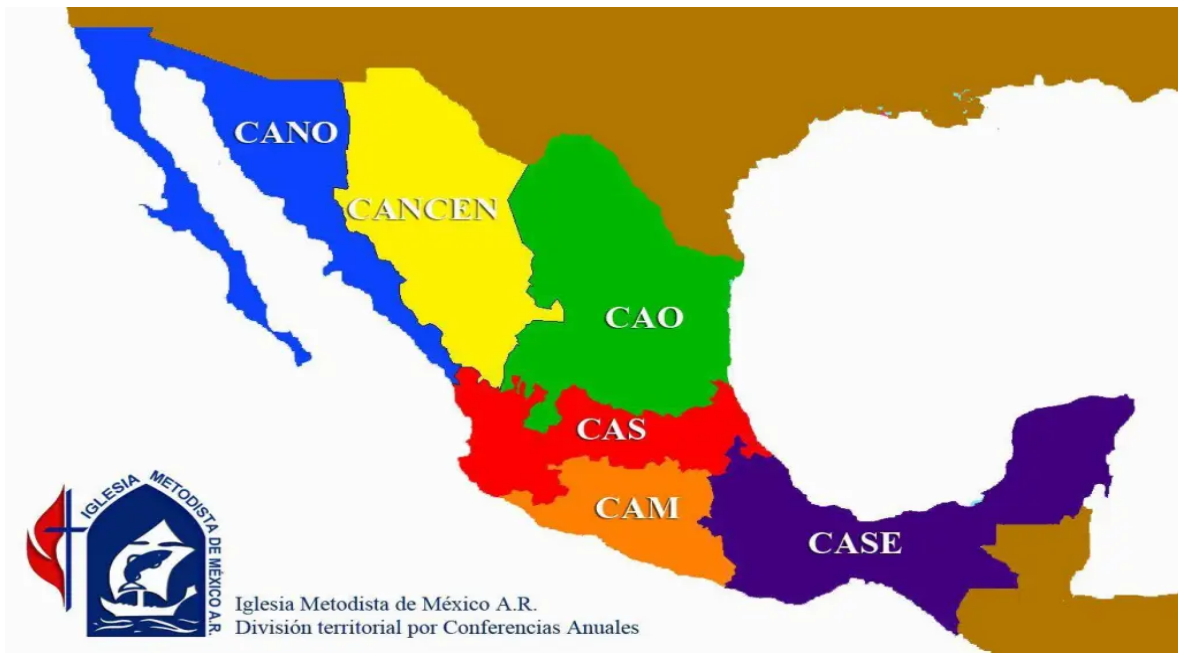 CANO
CANCEN
CAO
CAS
CAM
CASE
IGLESIA METODISTA DE MÉXICO A.R.
Iglesia Metodista de México A.R.
División territorial por Conferencias Anuales